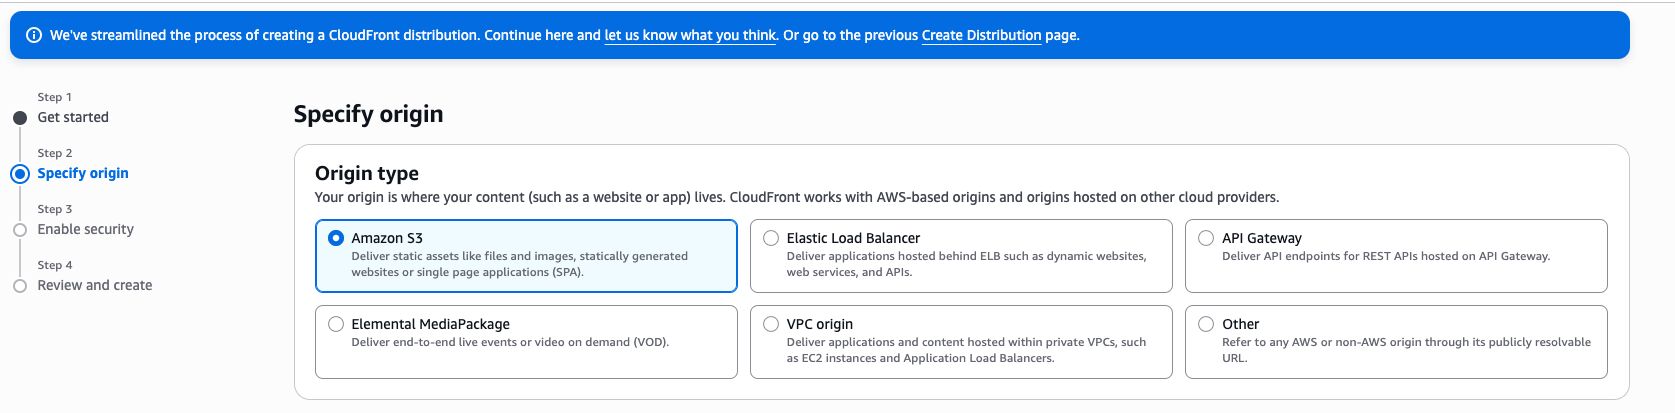 We've streamlined the process of creating a CloudFront distribution. Continue here and let us know what you think. Or go to the previous Create Distribution page.
Step 1
Get started
Step 2
Specify origin
Step 3
Enable security
Step 4
Review and create
Specify origin
Origin type
Your origin is where your content (such as a website or app) lives. CloudFront works with AWS-based origins and origins hosted on other cloud providers.
Amazon S3
Deliver static assets like files and images, statically generated
websites or single page applications (SPA).
Elastic Load Balancer
Deliver applications hosted behind ELB such as dynamic websites,
web services, and APIs.
API Gateway
Deliver API endpoints for REST APIs hosted on API Gateway.
Elemental MediaPackage
Deliver end-to-end live events or video on demand (VOD).
VPC origin
Deliver applications and content hosted within private VPCs, such
as EC2 instances and Application Load Balancers.
Other
Refer to any AWS or non-AWS origin through its publicly resolvable
URL.